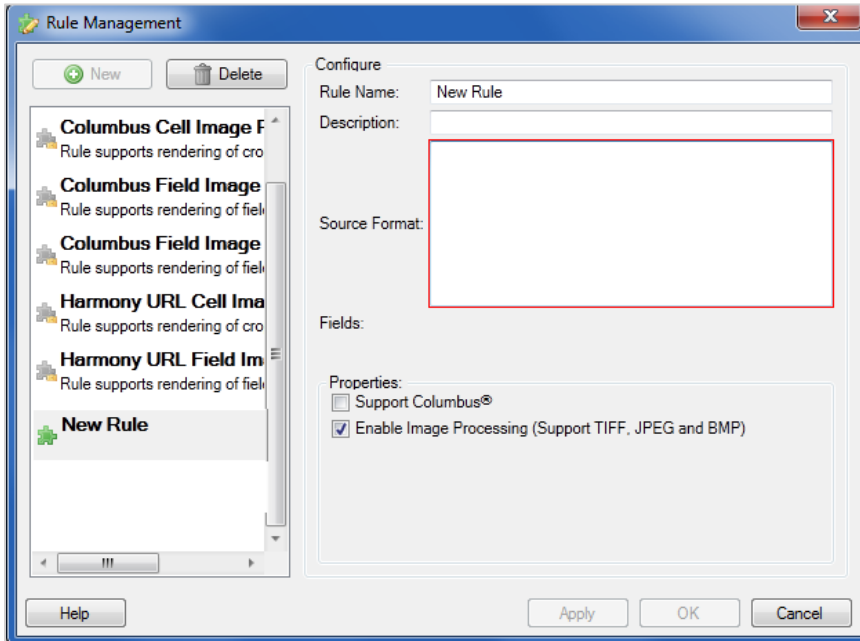 Rule Management
New
Delete
Columbus Cell Image
Rule supports rendering of cro
Columbus Field Image
Rule supports rendering of fiel
Columbus Field Image
Rule supports rendering of fiel
Harmony URL Cell Ima
Rule supports rendering of cro
Harmony URL Field Im
Rule supports rendering of fiel
New Rule
Configure
Rule Name: New Rule
Description:
Source Format:
Fields:
Properties:
Support Columbus®
Enable Image Processing (Support TIFF, JPEG and BMP)
Help
Apply
OK
Cancel